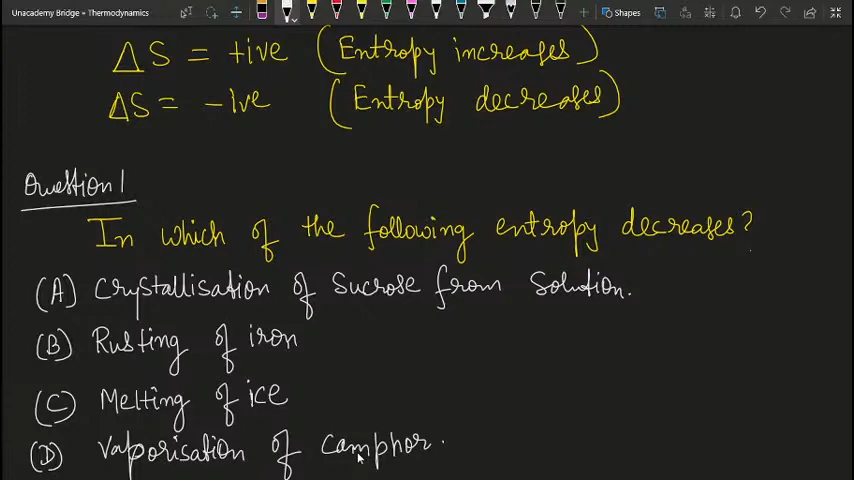 Unacademy Bridge + Thermodynamics
Shapes
ΔS = +ive (Entropy increases)
ΔS = -ive (Entropy decreases)
Question 1
In which of the following entropy decreases?
(A) Crystallisation of Sucrose from Solution.
(B) Rusting of iron
(C) Melting of ice
(D) Vaporisation of camphor.